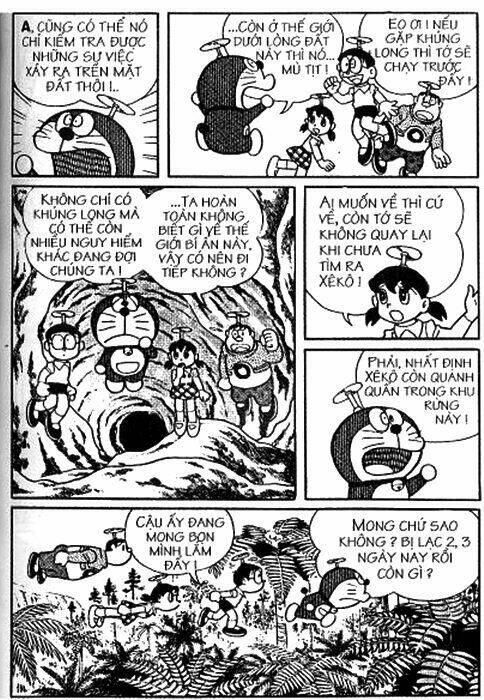 A, CŨNG CÓ THỂ NÓ
CHỈ KIỂM TRA ĐƯỢC
NHỮNG SỰ VIỆC
XẢY RA TRÊN MẶT
ĐẤT THÔI !..
...CÒN Ở THẾ GIỚI
DƯỚI LÒNG ĐẤT
NÀY THÌ NÓ...
MÙ TỊT !
EO ƠI ! NẾU
GẶP KHỦNG
LONG THÌ TỚ SẼ
CHẠY TRƯỚC
ĐẤY !
KHÔNG CHỈ CÓ
KHỦNG LONG MÀ
CÓ THỂ CÒN
NHIỀU NGUY HIỂM
KHÁC ĐANG ĐỢI
CHÚNG TA !
...TA HOÀN
TOÀN KHÔNG
BIẾT GÌ VỀ THẾ
GIỚI BÍ ẨN NÀY.
VẬY CÓ NÊN ĐI
TIẾP KHÔNG ?
AI MUỐN VỀ THÌ CỨ
VỀ, CÒN TỚ SẼ
KHÔNG QUAY LẠI
KHI CHƯA
TÌM RA
XÊKÔ !
PHẢI, NHẤT ĐỊNH
XÊKÔ CÒN QUANH
QUẨN TRONG KHU
RỪNG
NÀY !
CẬU ẤY ĐANG
MONG BỌN
MÌNH LẮM
ĐẤY !
MONG CHỨ SAO
KHÔNG ? BỊ LẠC 2, 3
NGÀY NAY RỒI
CÒN GÌ ?